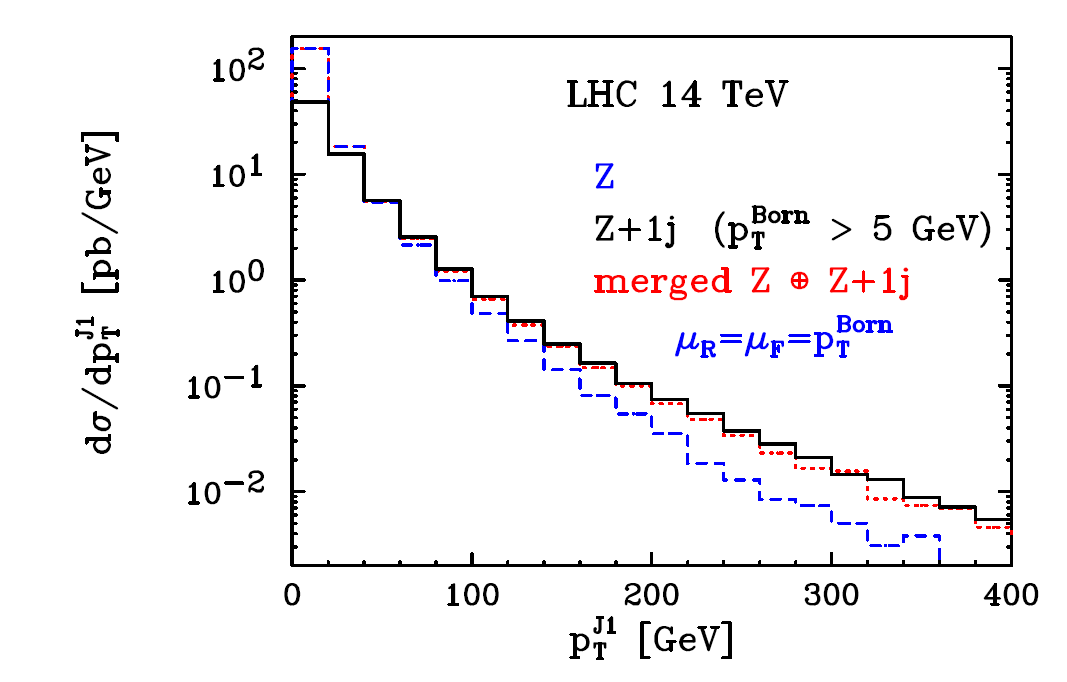 LHC 14 TeV
Z
Z+1j (p_T^Born > 5 GeV)
merged Z ⊕ Z+1j
μ_R=μ_F=p_T^Born
dσ/dp_T^J1 [pb/GeV]
10^2
10^1
10^0
10^−1
10^−2
0 100 200 300 400
p_T^J1 [GeV]